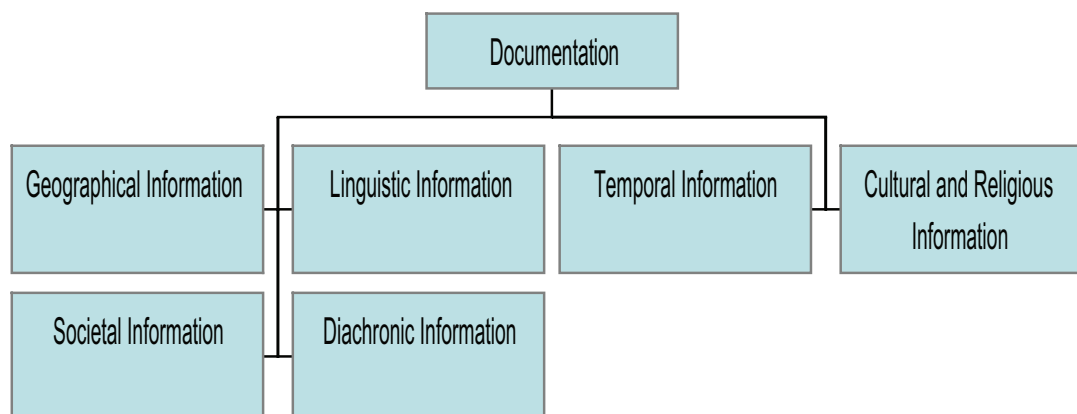 Documentation
Geographical Information
Linguistic Information
Temporal Information
Cultural and Religious
Information
Societal Information
Diachronic Information